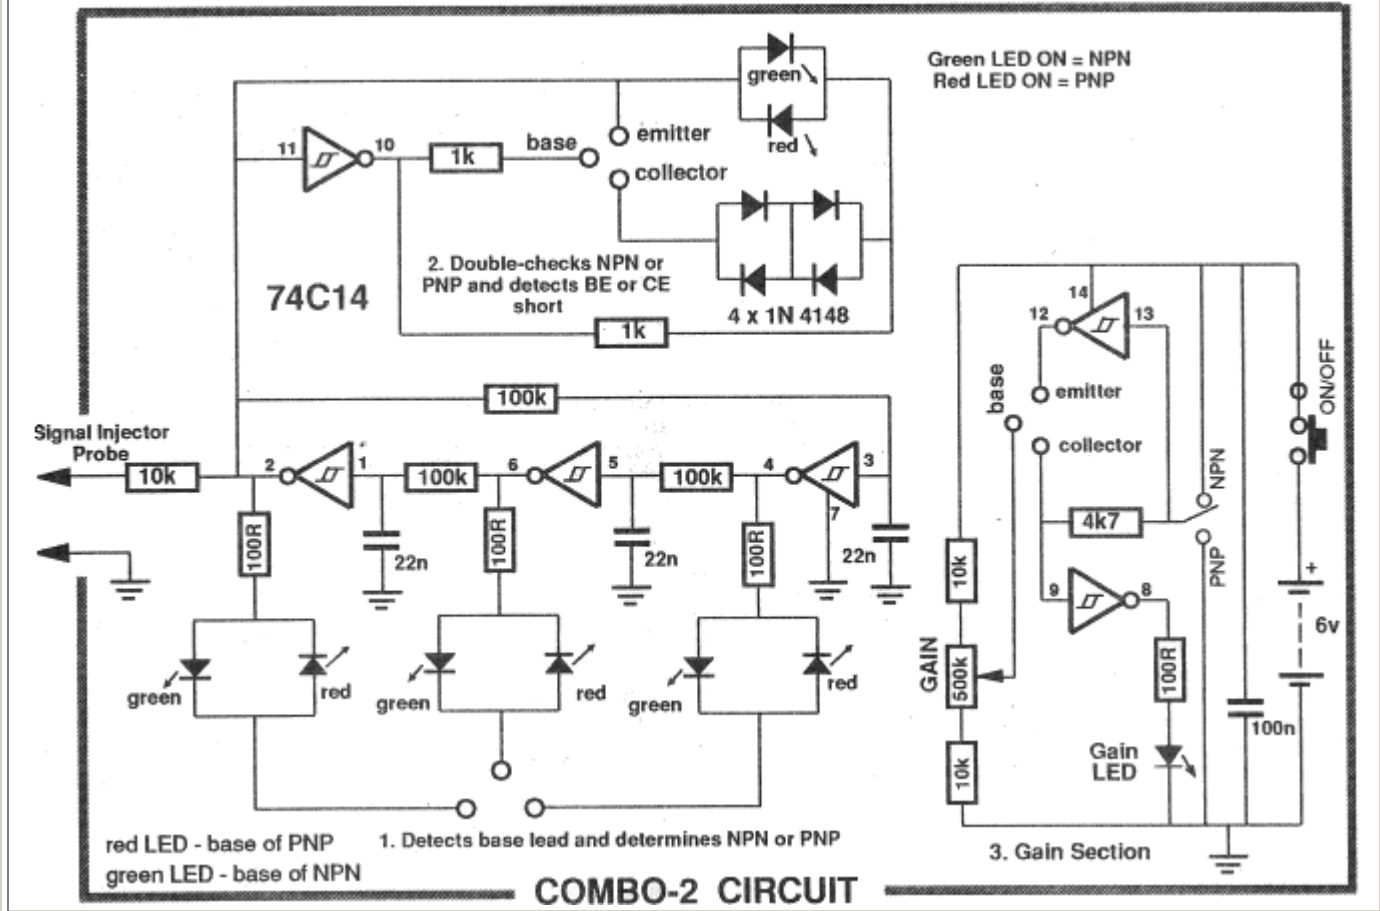 Green LED ON = NPN
Red LED ON = PNP
green
red
11
10
1k
base
emitter
collector
2. Double-checks NPN or
PNP and detects BE or CE
short
74C14
4 x 1N 4148
1k
100k
Signal Injector
Probe
10k
2
1
100k
6
5
100k
4
3
7
100R
22n
100R
22n
100R
22n
green
red
green
red
green
red
red LED - base of PNP
green LED - base of NPN
1. Detects base lead and determines NPN or PNP
14
12
13
base
emitter
collector
ON/OFF
NPN
4k7
PNP
10k
9
8
+
6v
GAIN
500k
100R
100n
Gain
LED
10k
3. Gain Section
COMBO-2 CIRCUIT